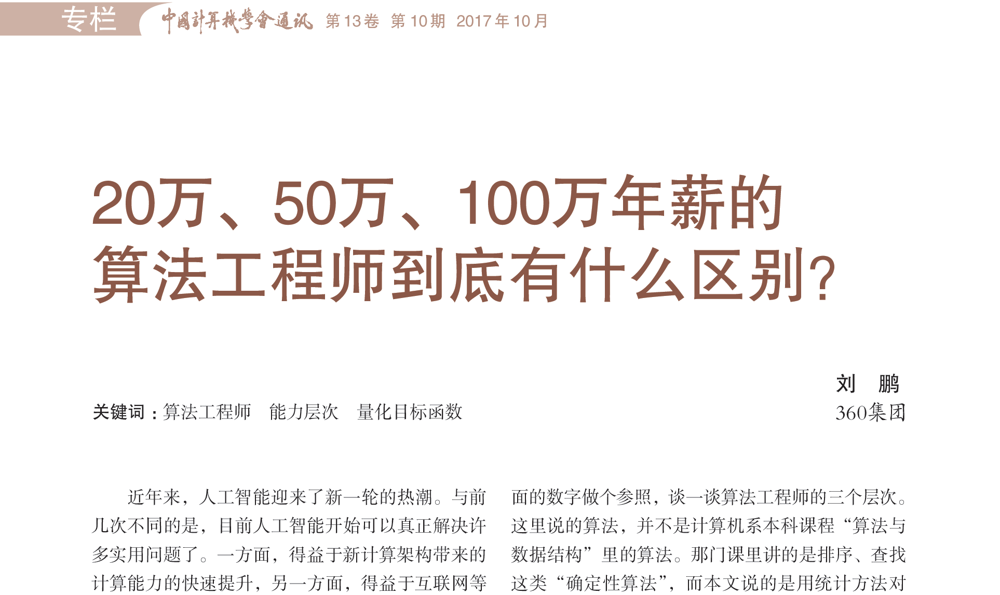 专栏 中国計算機學會通訊 第13卷 第10期 2017年10月
20万、50万、100万年薪的
算法工程师到底有什么区别?
刘 鹏
关键词：算法工程师 能力层次 量化目标函数
360集团
近年来，人工智能迎来了新一轮的热潮。与前
几次不同的是，目前人工智能开始可以真正解决许
多实用问题了。一方面，得益于新计算架构带来的
计算能力的快速提升，另一方面，得益于互联网等
面的数字做个参照，谈一谈算法工程师的三个层次。
这里说的算法，并不是计算机系本科课程“算法与
数据结构”里的算法。那门课里讲的是排序、查找
这类“确定性算法”，而本文说的是用统计方法对